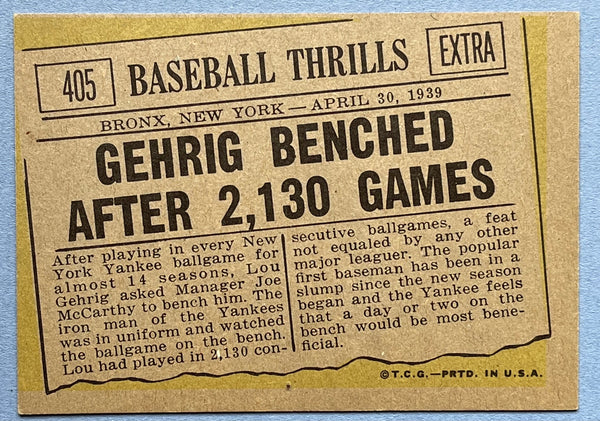 405
BASEBALL THRILLS
EXTRA
BRONX, NEW YORK—APRIL 30, 1939
GEHRIG BENCHED
AFTER 2,130 GAMES
After playing in every New
York Yankee ballgame for
almost 14 seasons, Lou
Gehrig asked Manager Joe
McCarthy to bench him. The
iron man of the Yankees
was in uniform and watched
the ballgame on the bench.
Lou had played in 2,130 con-
secutive ballgames, a feat
not equaled by any other
major leaguer. The popular
first baseman has been in a
slump since the new season
began and the Yankee feels
that a day or two on the
bench would be most bene-
ficial.
©T.C.G.—PRTD. IN U.S.A.